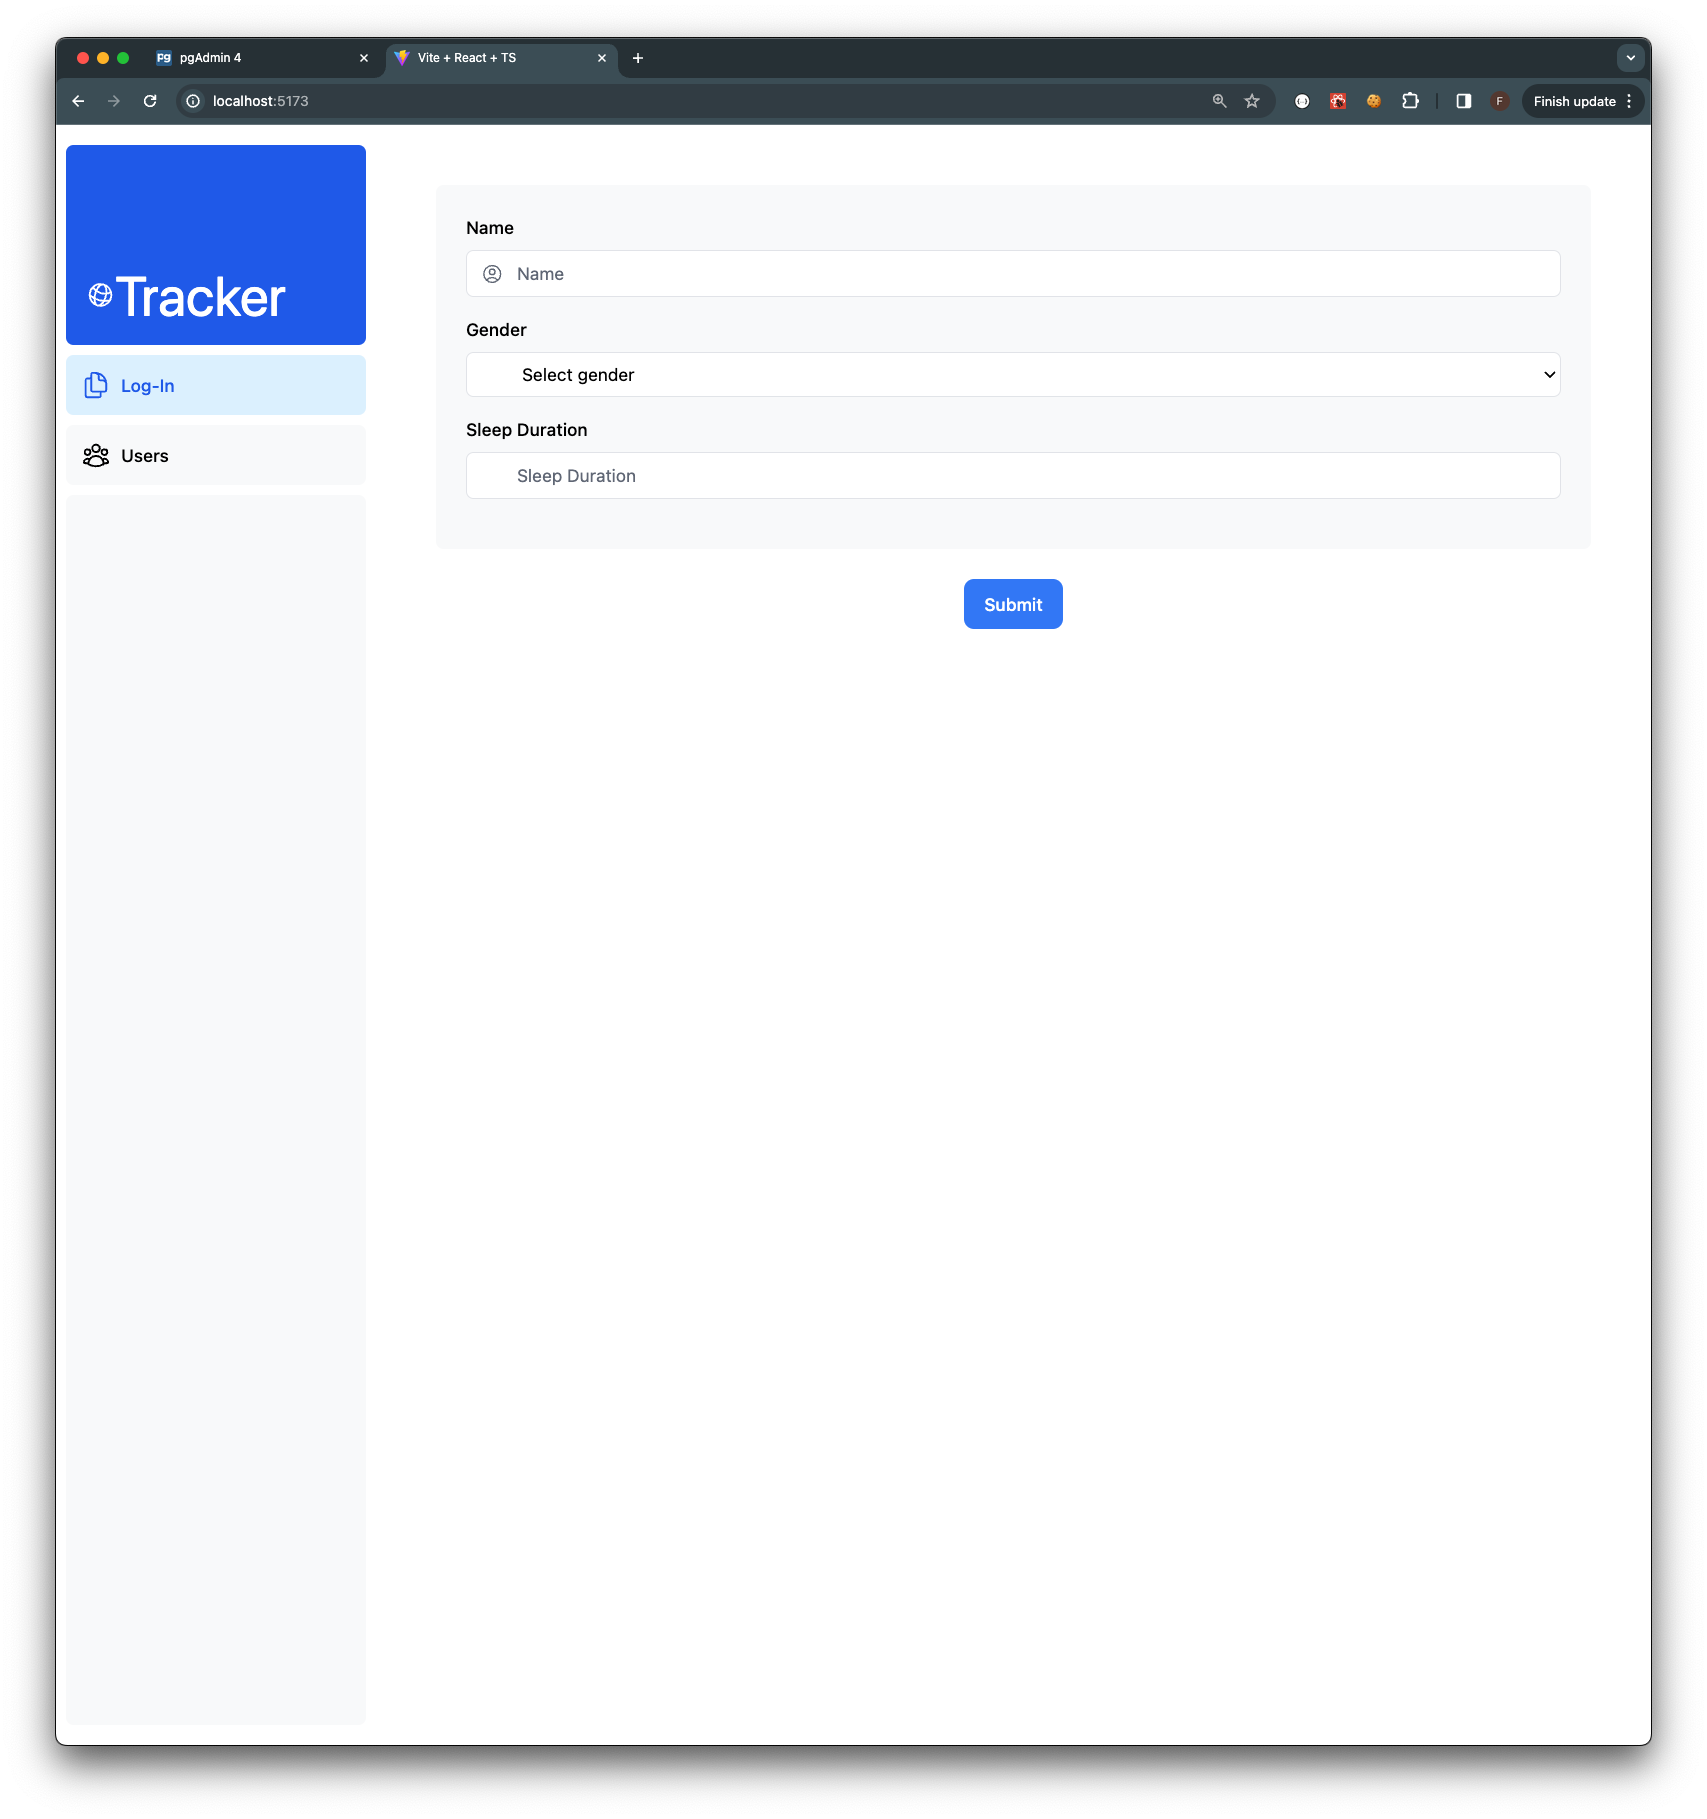 pgAdmin 4
Vite + React + TS
localhost:5173
F
Finish update
Tracker
Log-In
Users
Name
Name
Gender
Select gender
Sleep Duration
Sleep Duration
Submit